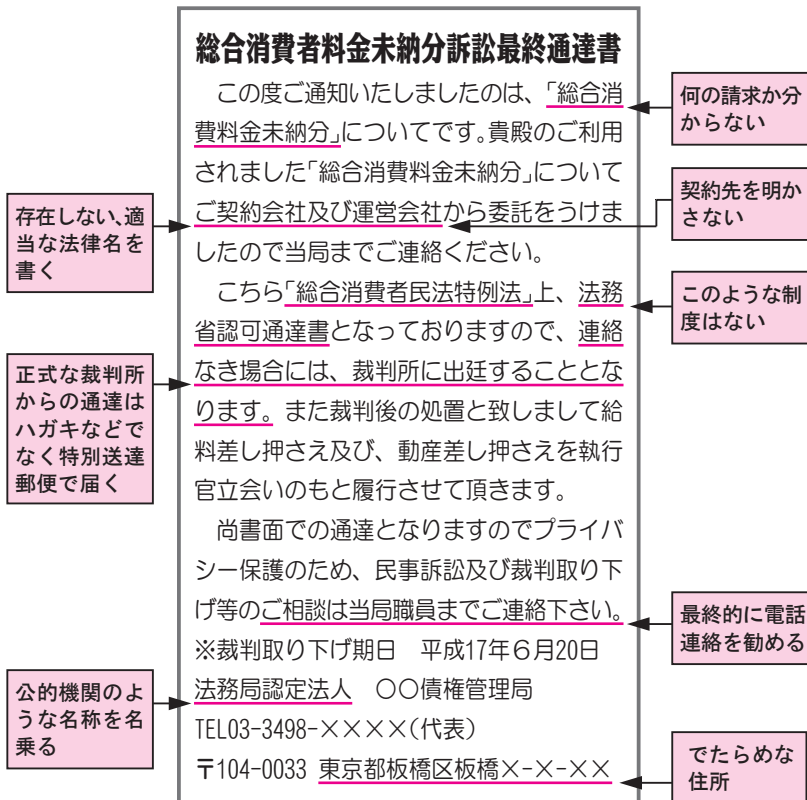 総合消費者料金未納分訴訟最終通達書
この度ご通知いたしましたのは、「総合消
費料金未納分」についてです。貴殿のご利用
されました「総合消費料金未納分」について
ご契約会社及び運営会社から委託をうけま
したので当局までご連絡ください。
こちら「総合消費者民法特例法」上、法務
省認可通達書となっておりますので、連絡
なき場合には、裁判所に出廷することとな
ります。また裁判後の処置と致しまして給
料差し押さえ及び、動産差し押さえを執行
官立会いのもと履行させて頂きます。
尚書面での通達となりますのでプライバ
シー保護のため、民事訴訟及び裁判取り下
げ等のご相談は当局職員までご連絡下さい。
※裁判取り下げ期日　平成17年6月20日
法務局認定法人　〇〇債権管理局
TEL03-3498-××××(代表)
〒104-0033 東京都板橋区板橋×-×-××
存在しない、適
当な法律名を
書く
正式な裁判所
からの通達は
ハガキなどで
なく特別送達
郵便で届く
公的機関のよ
うな名称を名
乗る
何の請求か分
からない
契約先を明か
さない
このような制
度はない
最終的に電話
連絡を勧める
でたらめな
住所